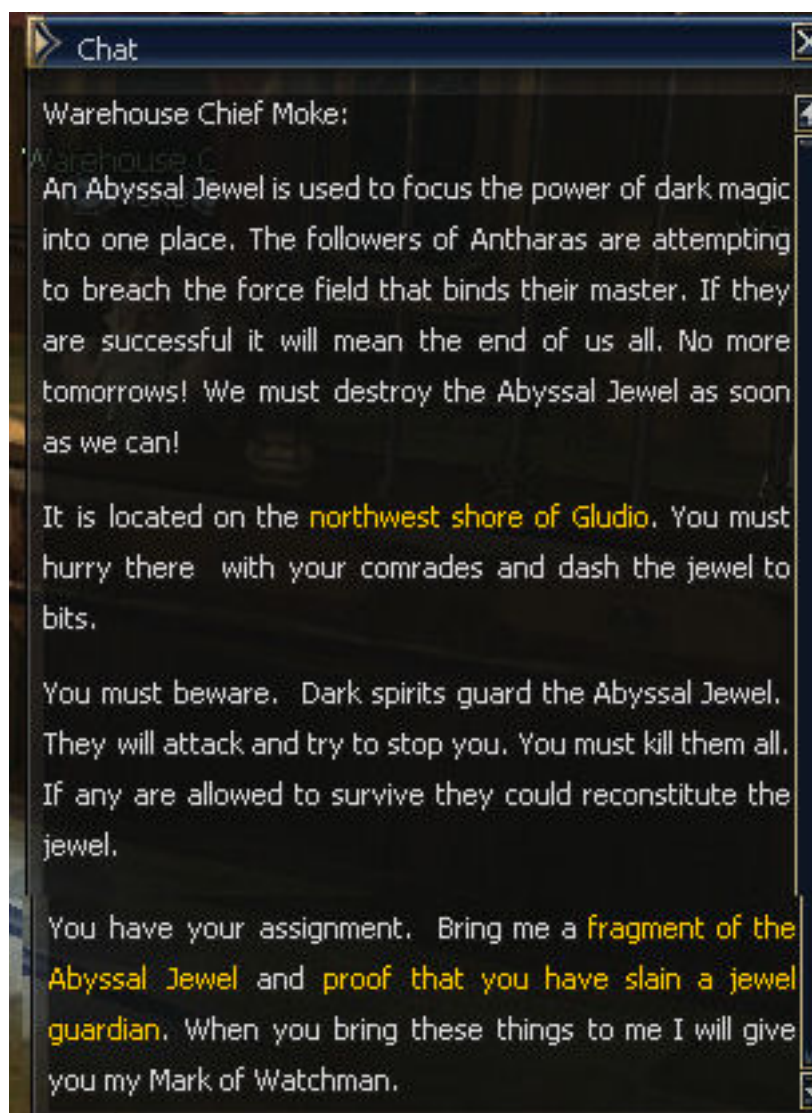 Chat
Warehouse Chief Moke:
Warehouse C
An Abyssal Jewel is used to focus the power of dark magic
into one place. The followers of Antharas are attempting
to breach the force field that binds their master. If they
are successful it will mean the end of us all. No more
tomorrows! We must destroy the Abyssal Jewel as soon
as we can!
It is located on the northwest shore of Gludio. You must
hurry there with your comrades and dash the jewel to
bits.
You must beware. Dark spirits guard the Abyssal Jewel.
They will attack and try to stop you. You must kill them all.
If any are allowed to survive they could reconstitute the
jewel.
You have your assignment. Bring me a fragment of the
Abyssal Jewel and proof that you have slain a jewel
guardian. When you bring these things to me I will give
you my Mark of Watchman.